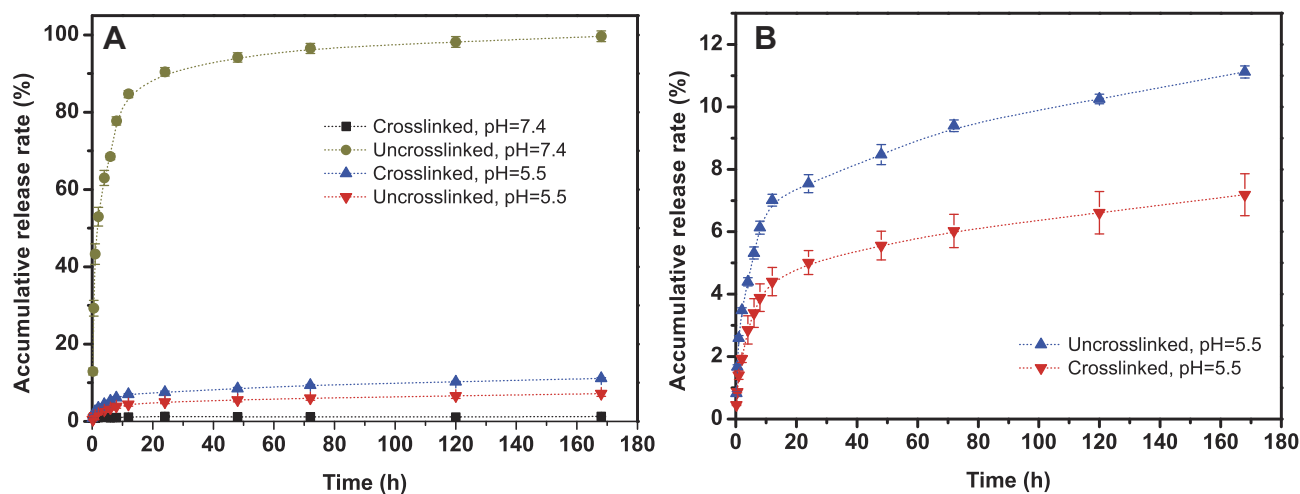 A
Accumulative release rate (%)
100
80
60
40
20
0
Crosslinked, pH=7.4
Uncrosslinked, pH=7.4
Crosslinked, pH=5.5
Uncrosslinked, pH=5.5
0 20 40 60 80 100 120 140 160 180
Time (h)
B
Accumulative release rate (%)
12
10
8
6
4
2
0
Uncrosslinked, pH=5.5
Crosslinked, pH=5.5
0 20 40 60 80 100 120 140 160 180
Time (h)